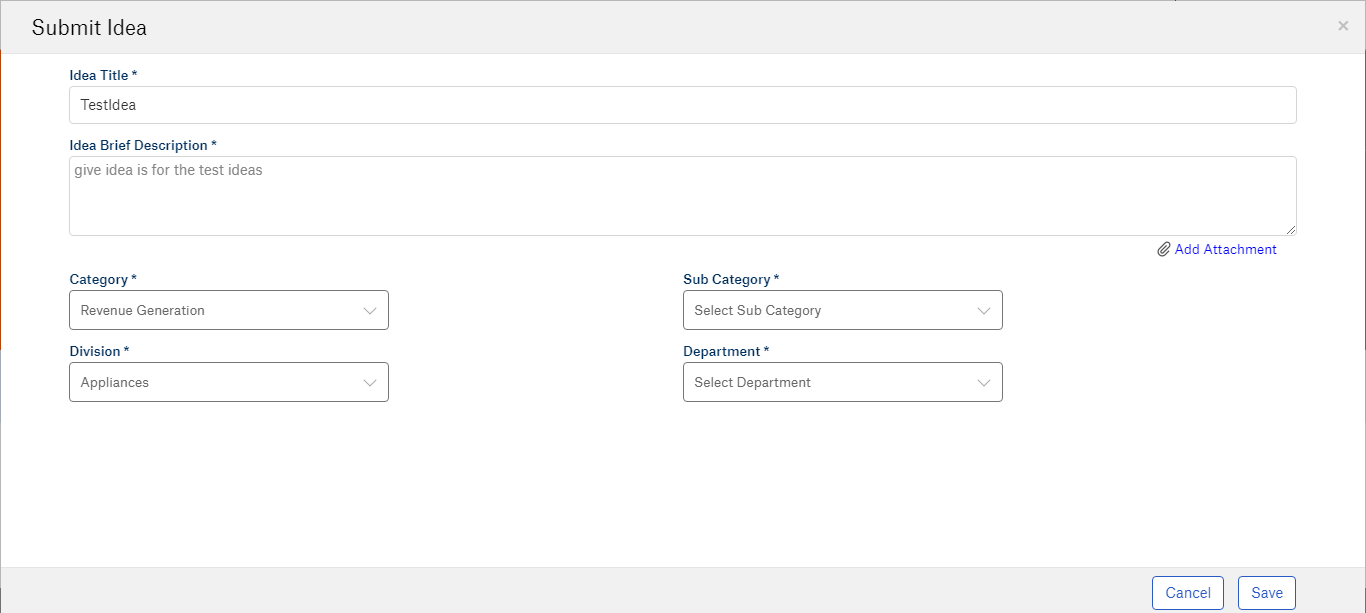 Submit Idea ×
Idea Title *
TestIdea
Idea Brief Description *
give idea is for the test ideas
Add Attachment
Category * Sub Category *
Revenue Generation Select Sub Category
Division * Department *
Appliances Select Department
Cancel Save